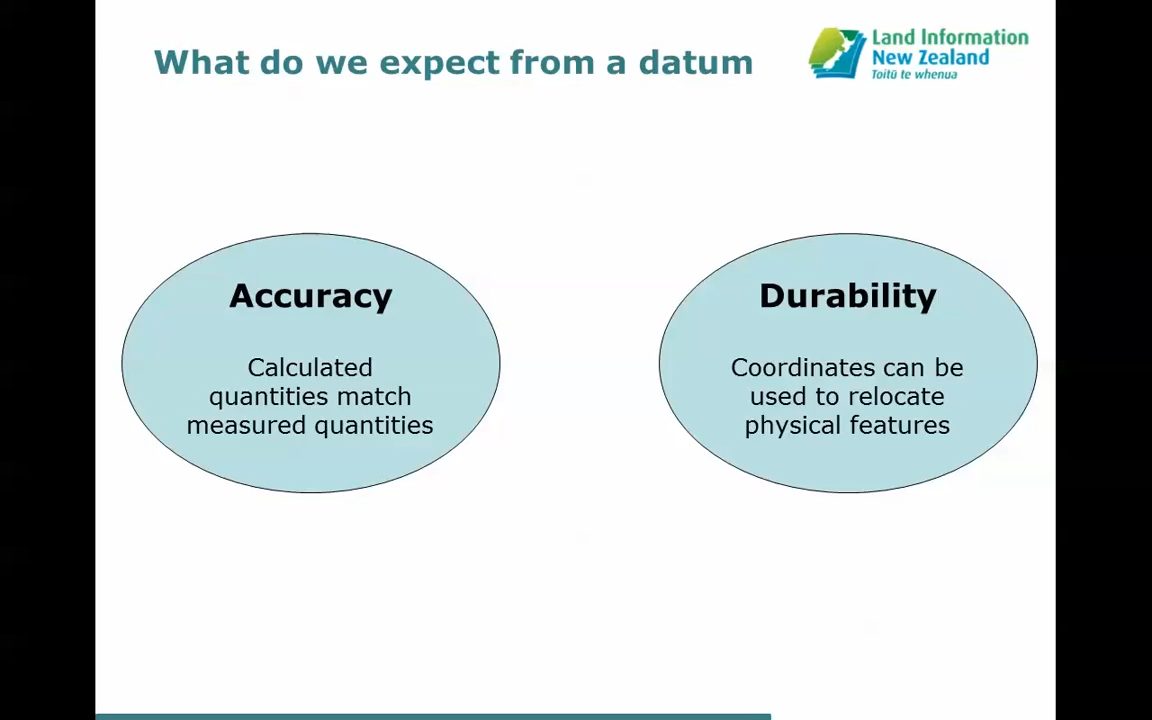 What do we expect from a datum
Land Information
New Zealand
Toitū te whenua
Accuracy
Calculated
quantities match
measured quantities
Durability
Coordinates can be
used to relocate
physical features